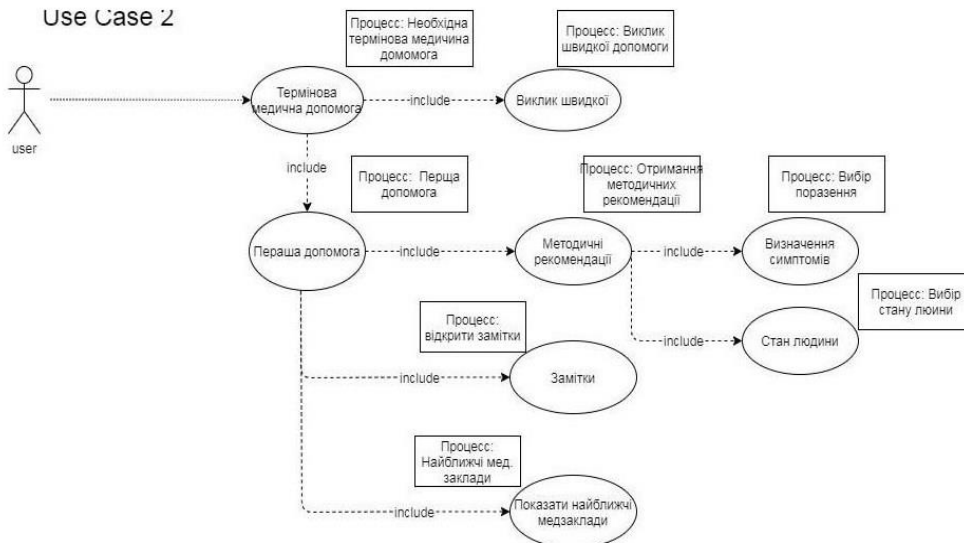 Use Case 2
Процесс: Необхідна
термінова медичина
домомога
Процесс: Виклик
швидкої допомоги
Термінова
медична допомога
include
Виклик швидкої
user
include
Процесс: Перща
допомога
Процесс: Отримання
методичних
рекомендації
Процесс: Вибір
поразення
Пераша допомога
include
Методичні
рекомендації
include
Визначення
симптомів
Процесс: Вибір
стану люини
Процесс:
відкрити замітки
include
Стан людини
include
Замітки
Процесс:
Найближчі мед.
заклади
include
Показати найближчі
медзаклади